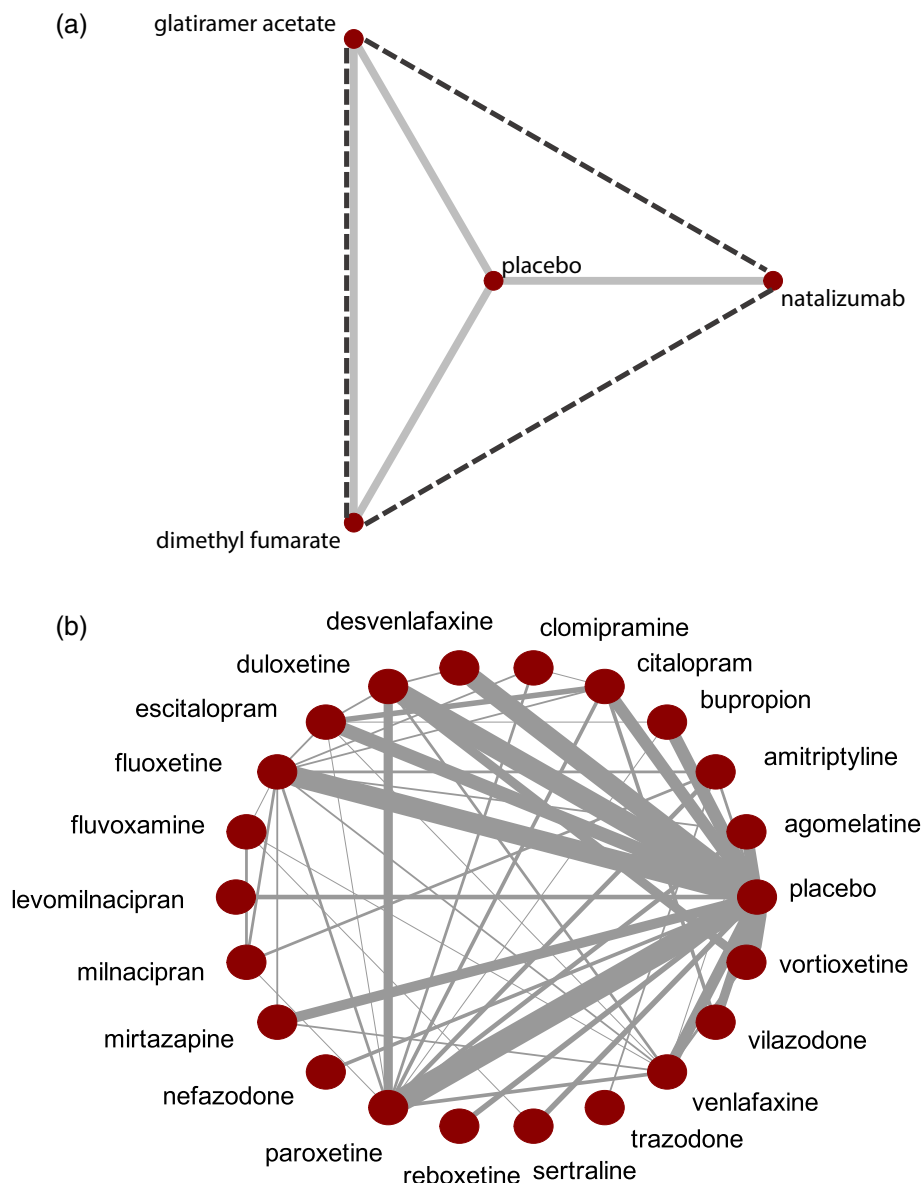 (a)
glatiramer acetate
placebo
natalizumab
dimethyl fumarate
(b)
desvenlafaxine
clomipramine
duloxetine
citalopram
escitalopram
bupropion
fluoxetine
amitriptyline
fluvoxamine
agomelatine
levomilnacipran
placebo
milnacipran
vortioxetine
mirtazapine
vilazodone
nefazodone
venlafaxine
paroxetine
trazodone
reboxetine
sertraline